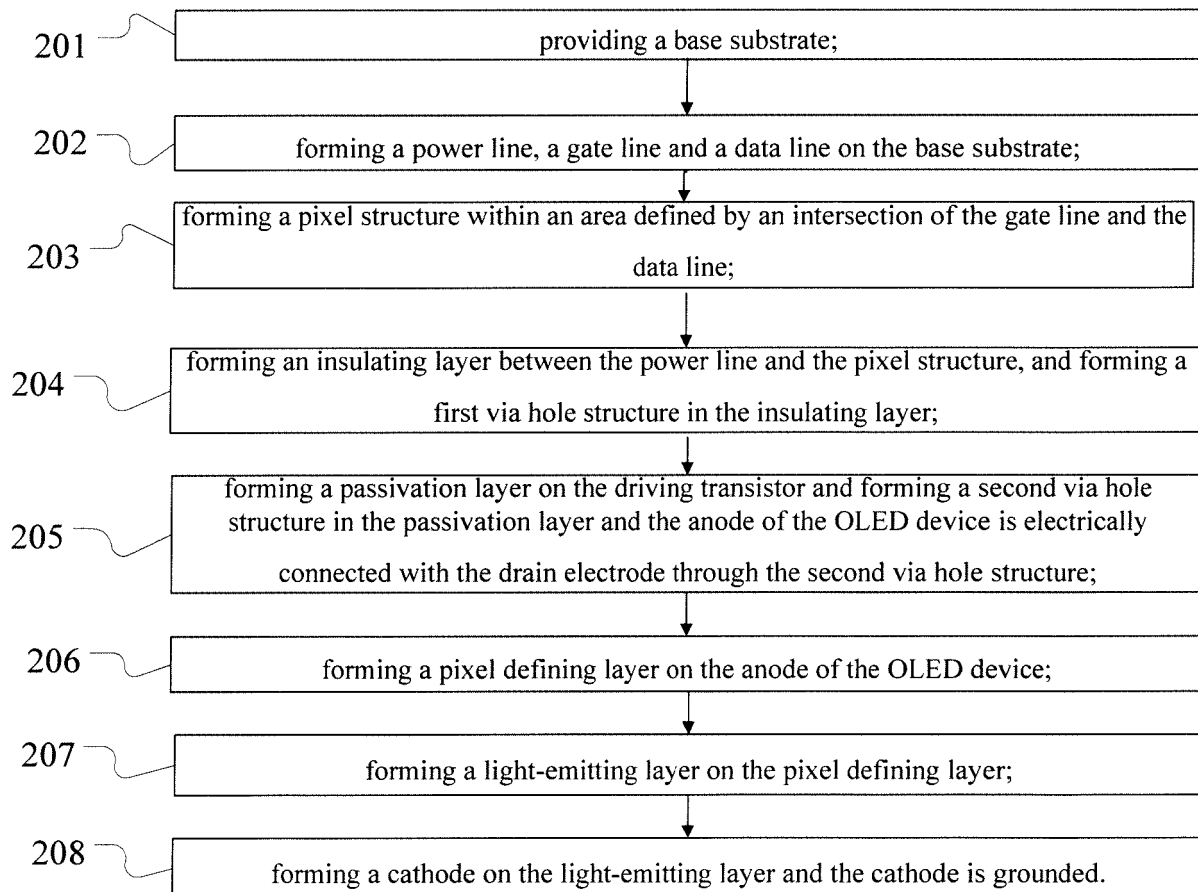 201
providing a base substrate;
202
forming a power line, a gate line and a data line on the base substrate;
203
forming a pixel structure within an area defined by an intersection of the gate line and the
data line;
204
forming an insulating layer between the power line and the pixel structure, and forming a
first via hole structure in the insulating layer;
205
forming a passivation layer on the driving transistor and forming a second via hole
structure in the passivation layer and the anode of the OLED device is electrically
connected with the drain electrode through the second via hole structure;
206
forming a pixel defining layer on the anode of the OLED device;
207
forming a light-emitting layer on the pixel defining layer;
208
forming a cathode on the light-emitting layer and the cathode is grounded.